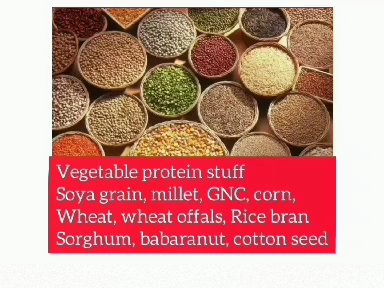 Vegetable protein stuff
Soya grain, millet, GNC, corn,
Wheat, wheat offals, Rice bran
Sorghum, babaranut, cotton seed